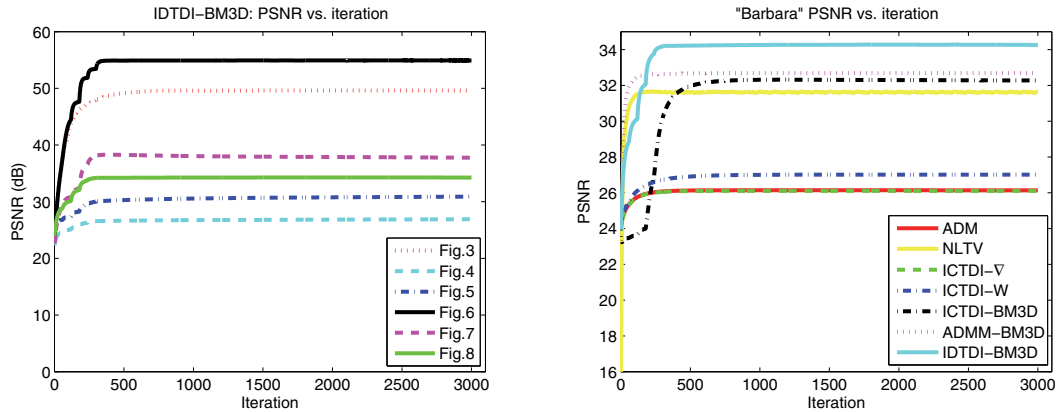 IDTDI−BM3D: PSNR vs. iteration
PSNR (dB)
60
50
40
30
20
10
0
0 500 1000 1500 2000 2500 3000
Iteration
Fig.3
Fig.4
Fig.5
Fig.6
Fig.7
Fig.8
"Barbara" PSNR vs. iteration
PSNR
34
32
30
28
26
24
22
20
18
16
0 500 1000 1500 2000 2500 3000
Iteration
ADM
NLTV
ICTDI−∇
ICTDI−W
ICTDI−BM3D
ADMM−BM3D
IDTDI−BM3D